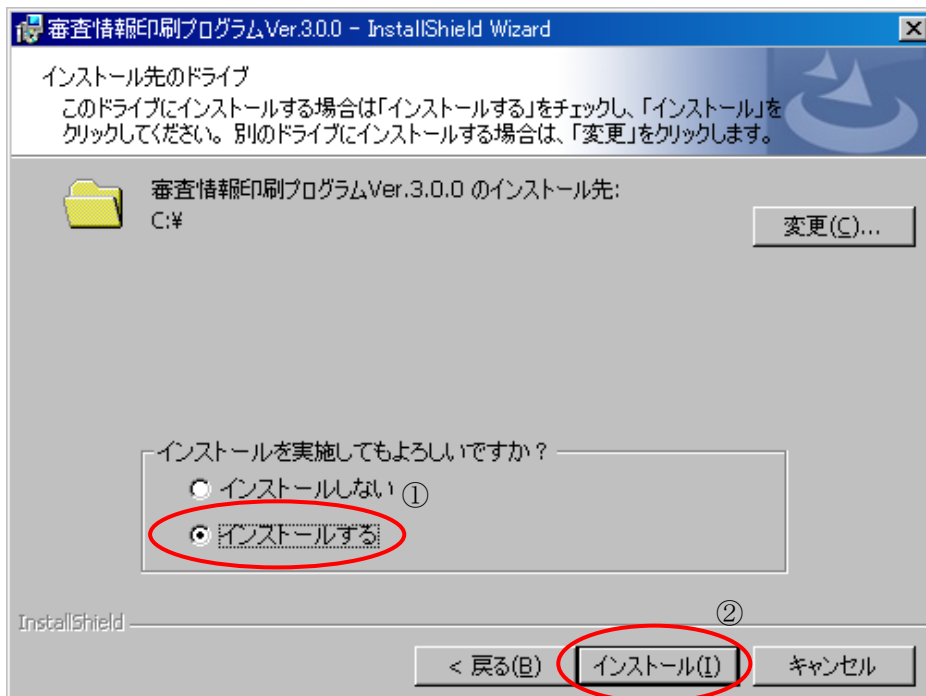 審査情報印刷プログラムVer.3.0.0 - InstallShield Wizard
インストール先のドライブ
このドライブにインストールする場合は「インストールする」をチェックし、「インストール」を
クリックしてください。別のドライブにインストールする場合は、「変更」をクリックします。
審査情報印刷プログラムVer.3.0.0 のインストール先:
C:¥
変更(C)...
インストールを実施してもよろしいですか?
インストールしない ①
インストールする
InstallShield
②
< 戻る(B)
インストール(I)
キャンセル